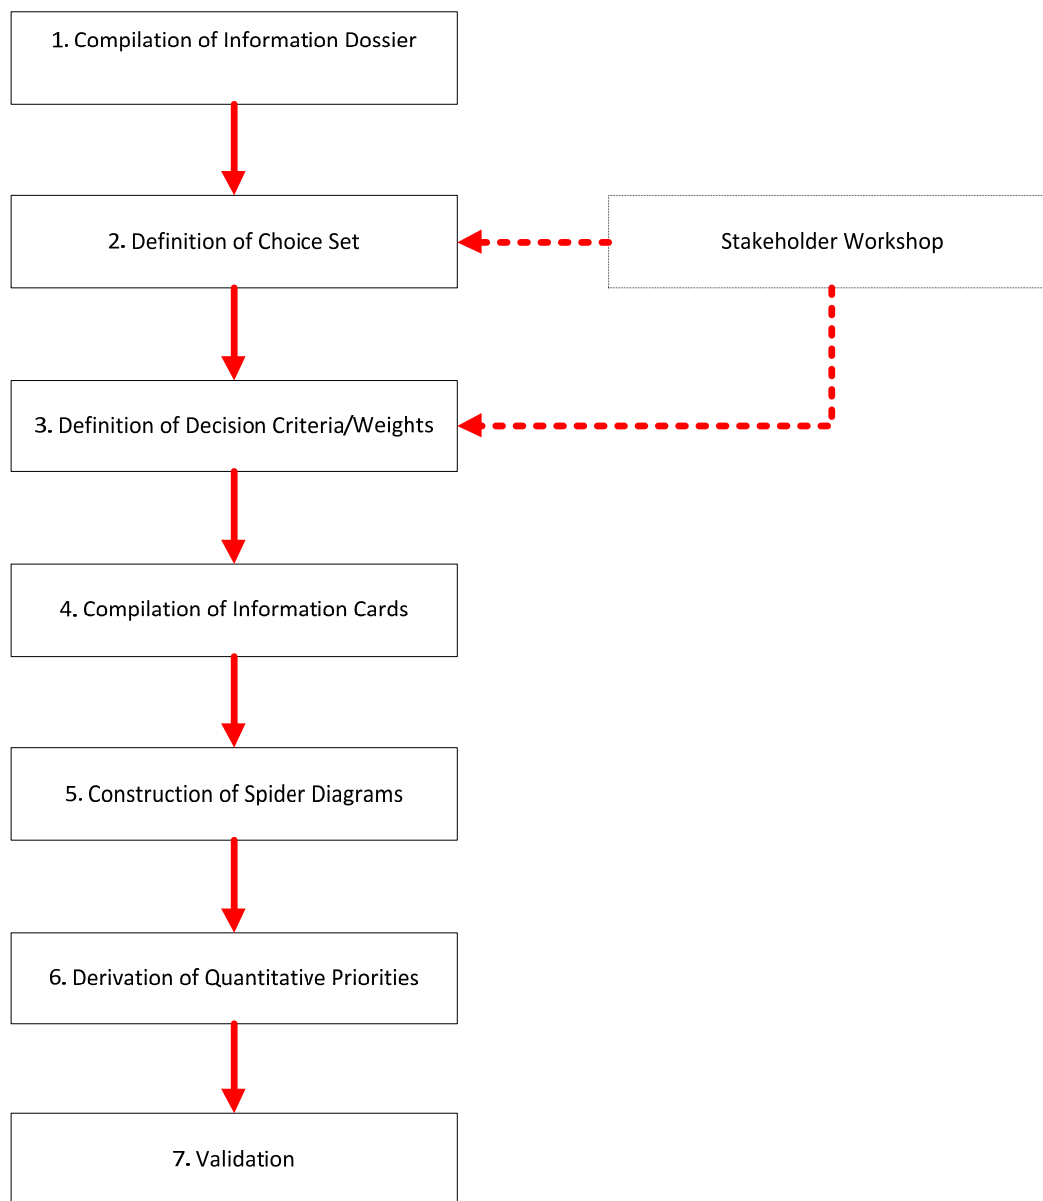 1. Compilation of Information Dossier
2. Definition of Choice Set
Stakeholder Workshop
3. Definition of Decision Criteria/Weights
4. Compilation of Information Cards
5. Construction of Spider Diagrams
6. Derivation of Quantitative Priorities
7. Validation